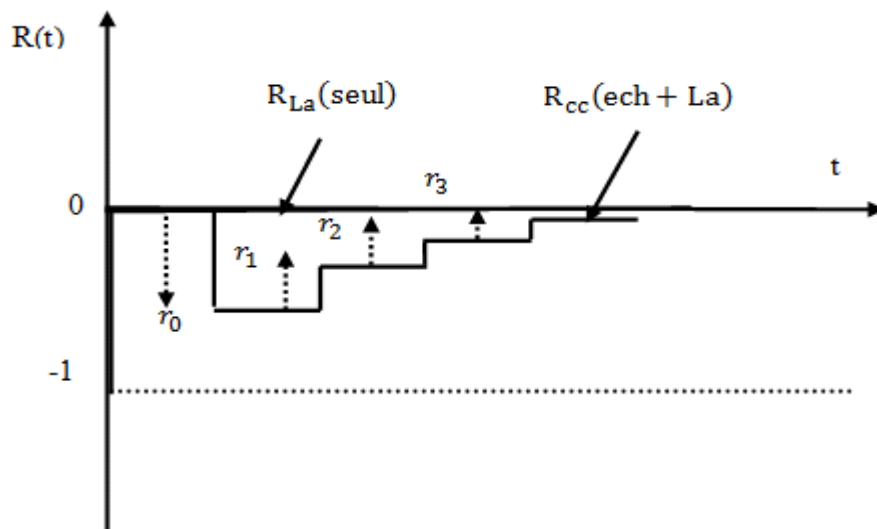 R(t)
R_La(seul)
R_cc(ech + La)
t
r_3
0
r_2
r_1
r_0
-1